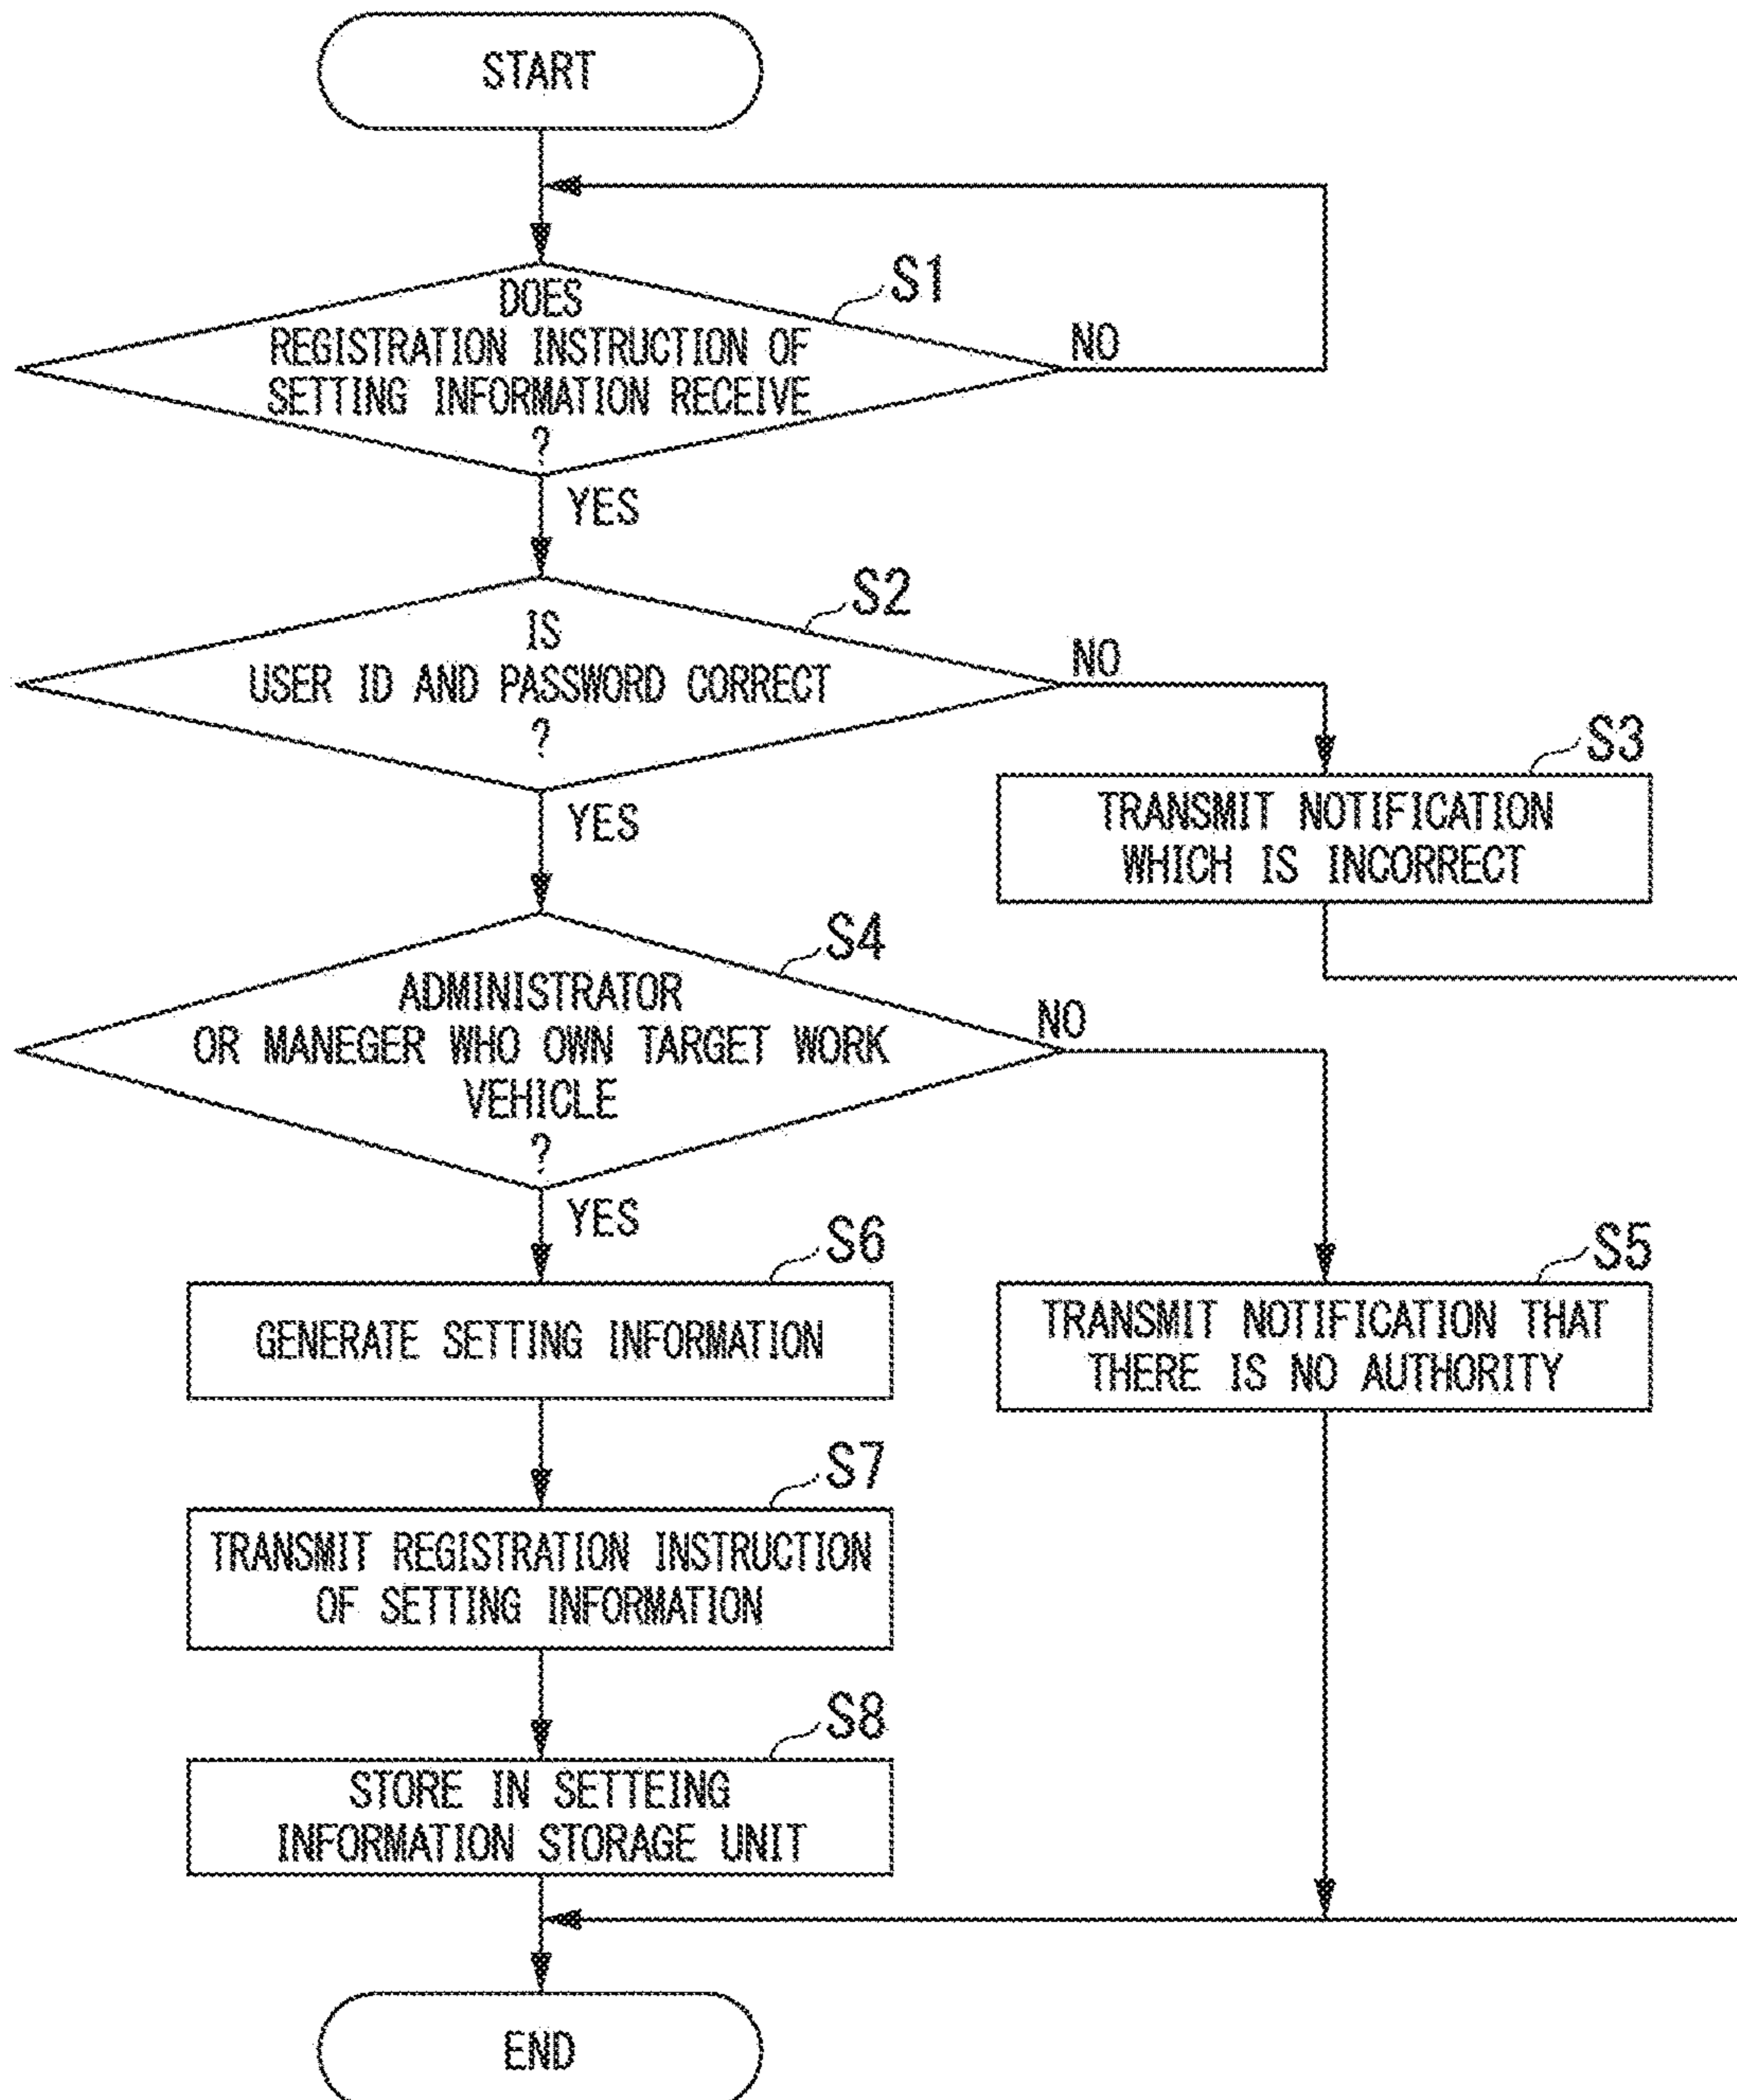 START
S1
DOES
REGISTRATION INSTRUCTION OF
SETTING INFORMATION RECEIVE
?
NO
YES
S2
IS
USER ID AND PASSWORD CORRECT
?
NO
YES
S3
TRANSMIT NOTIFICATION
WHICH IS INCORRECT
S4
ADMINISTRATOR
OR MANEGER WHO OWN TARGET WORK
VEHICLE
?
NO
YES
S5
TRANSMIT NOTIFICATION THAT
THERE IS NO AUTHORITY
S6
GENERATE SETTING INFORMATION
S7
TRANSMIT REGISTRATION INSTRUCTION
OF SETTING INFORMATION
S8
STORE IN SETTEING
INFORMATION STORAGE UNIT
END